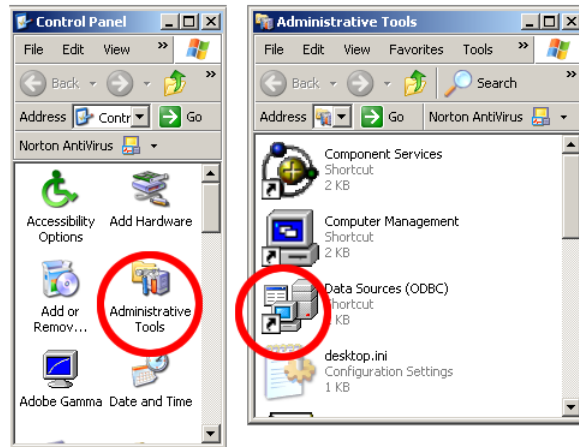 Control Panel
File Edit View »
Back »
Address Contr Go
Norton AntiVirus
Accessibility
Options
Add Hardware
Add or
Remov...
Administrative
Tools
Adobe Gamma
Date and Time
Administrative Tools
File Edit View Favorites Tools »
Back Search »
Address Go Norton AntiVirus
Component Services
Shortcut
2 KB
Computer Management
Shortcut
2 KB
Data Sources (ODBC)
Shortcut
KB
desktop.ini
Configuration Settings
1 KB